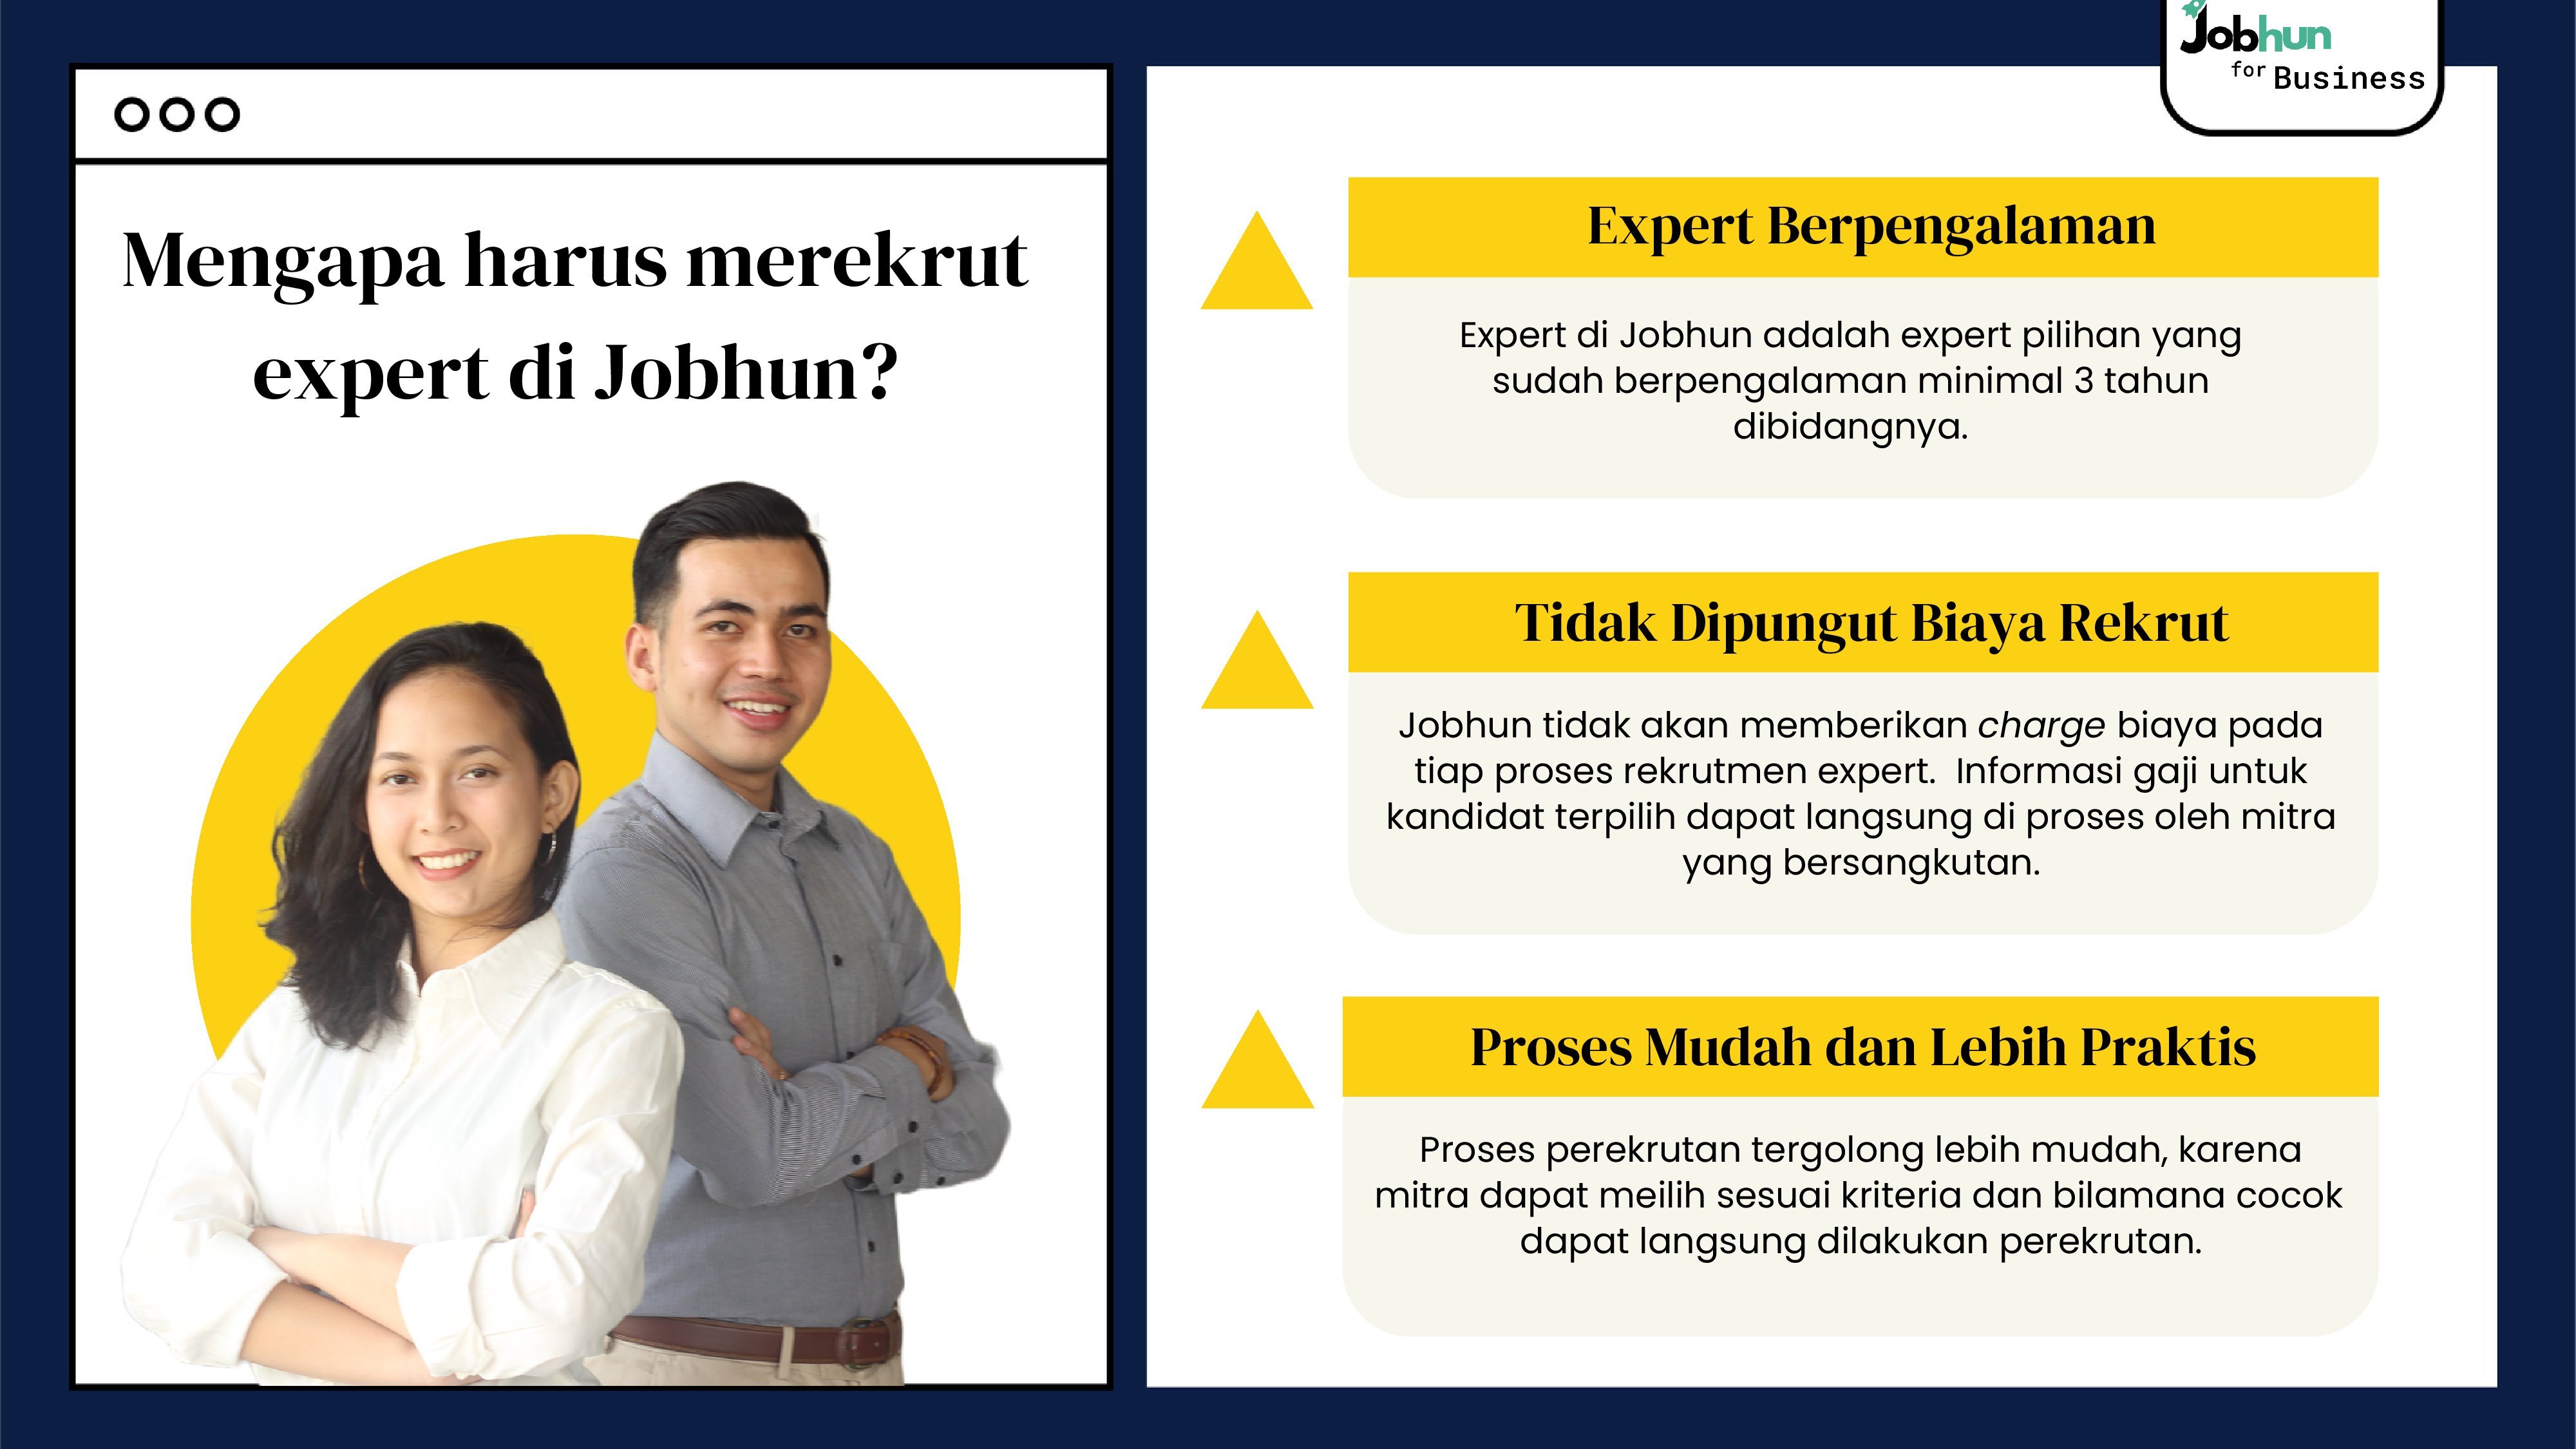 Jobhun
for Business
Mengapa harus merekrut
expert di Jobhun?
Expert Berpengalaman
Expert di Jobhun adalah expert pilihan yang
sudah berpengalaman minimal 3 tahun
dibidangnya.
Tidak Dipungut Biaya Rekrut
Jobhun tidak akan memberikan charge biaya pada
tiap proses rekrutmen expert.  Informasi gaji untuk
kandidat terpilih dapat langsung di proses oleh mitra
yang bersangkutan.
Proses Mudah dan Lebih Praktis
Proses perekrutan tergolong lebih mudah, karena
mitra dapat meilih sesuai kriteria dan bilamana cocok
dapat langsung dilakukan perekrutan.